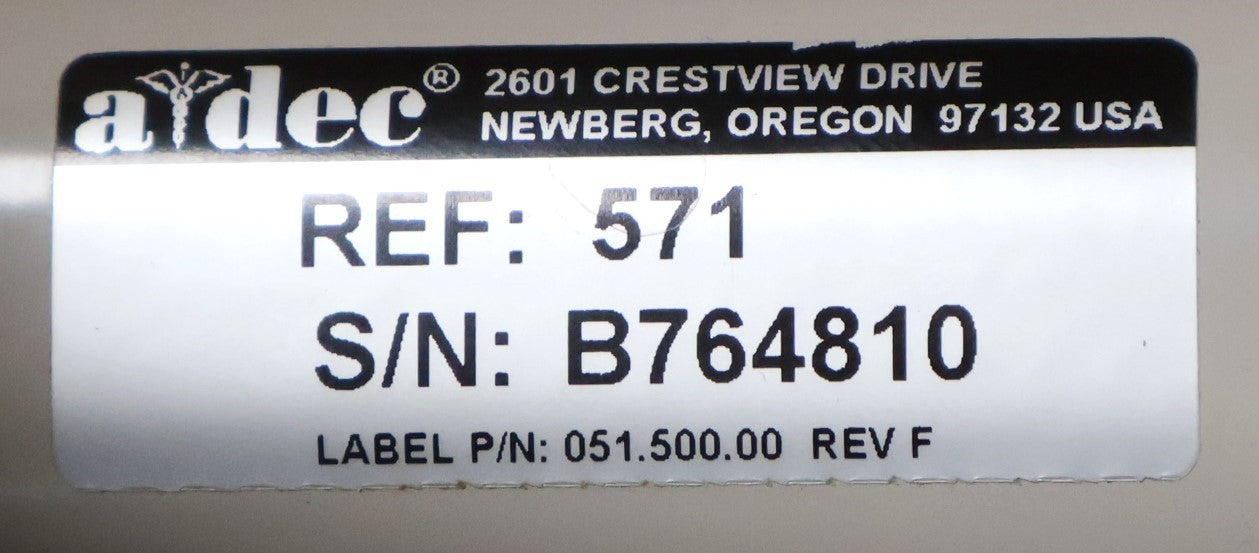 a dec® 2601 CRESTVIEW DRIVE
NEWBERG, OREGON 97132 USA
REF: 571
S/N: B764810
LABEL P/N: 051.500.00 REV F